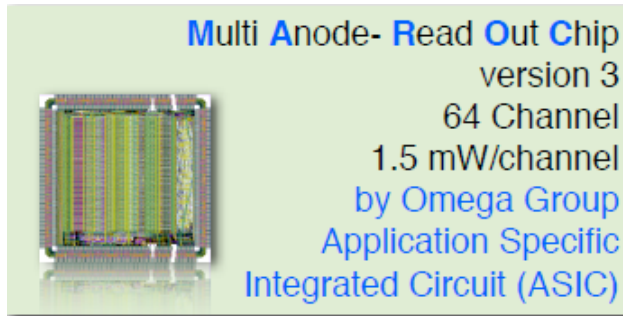 Multi Anode- Read Out Chip
version 3
64 Channel
1.5 mW/channel
by Omega Group
Application Specific
Integrated Circuit (ASIC)